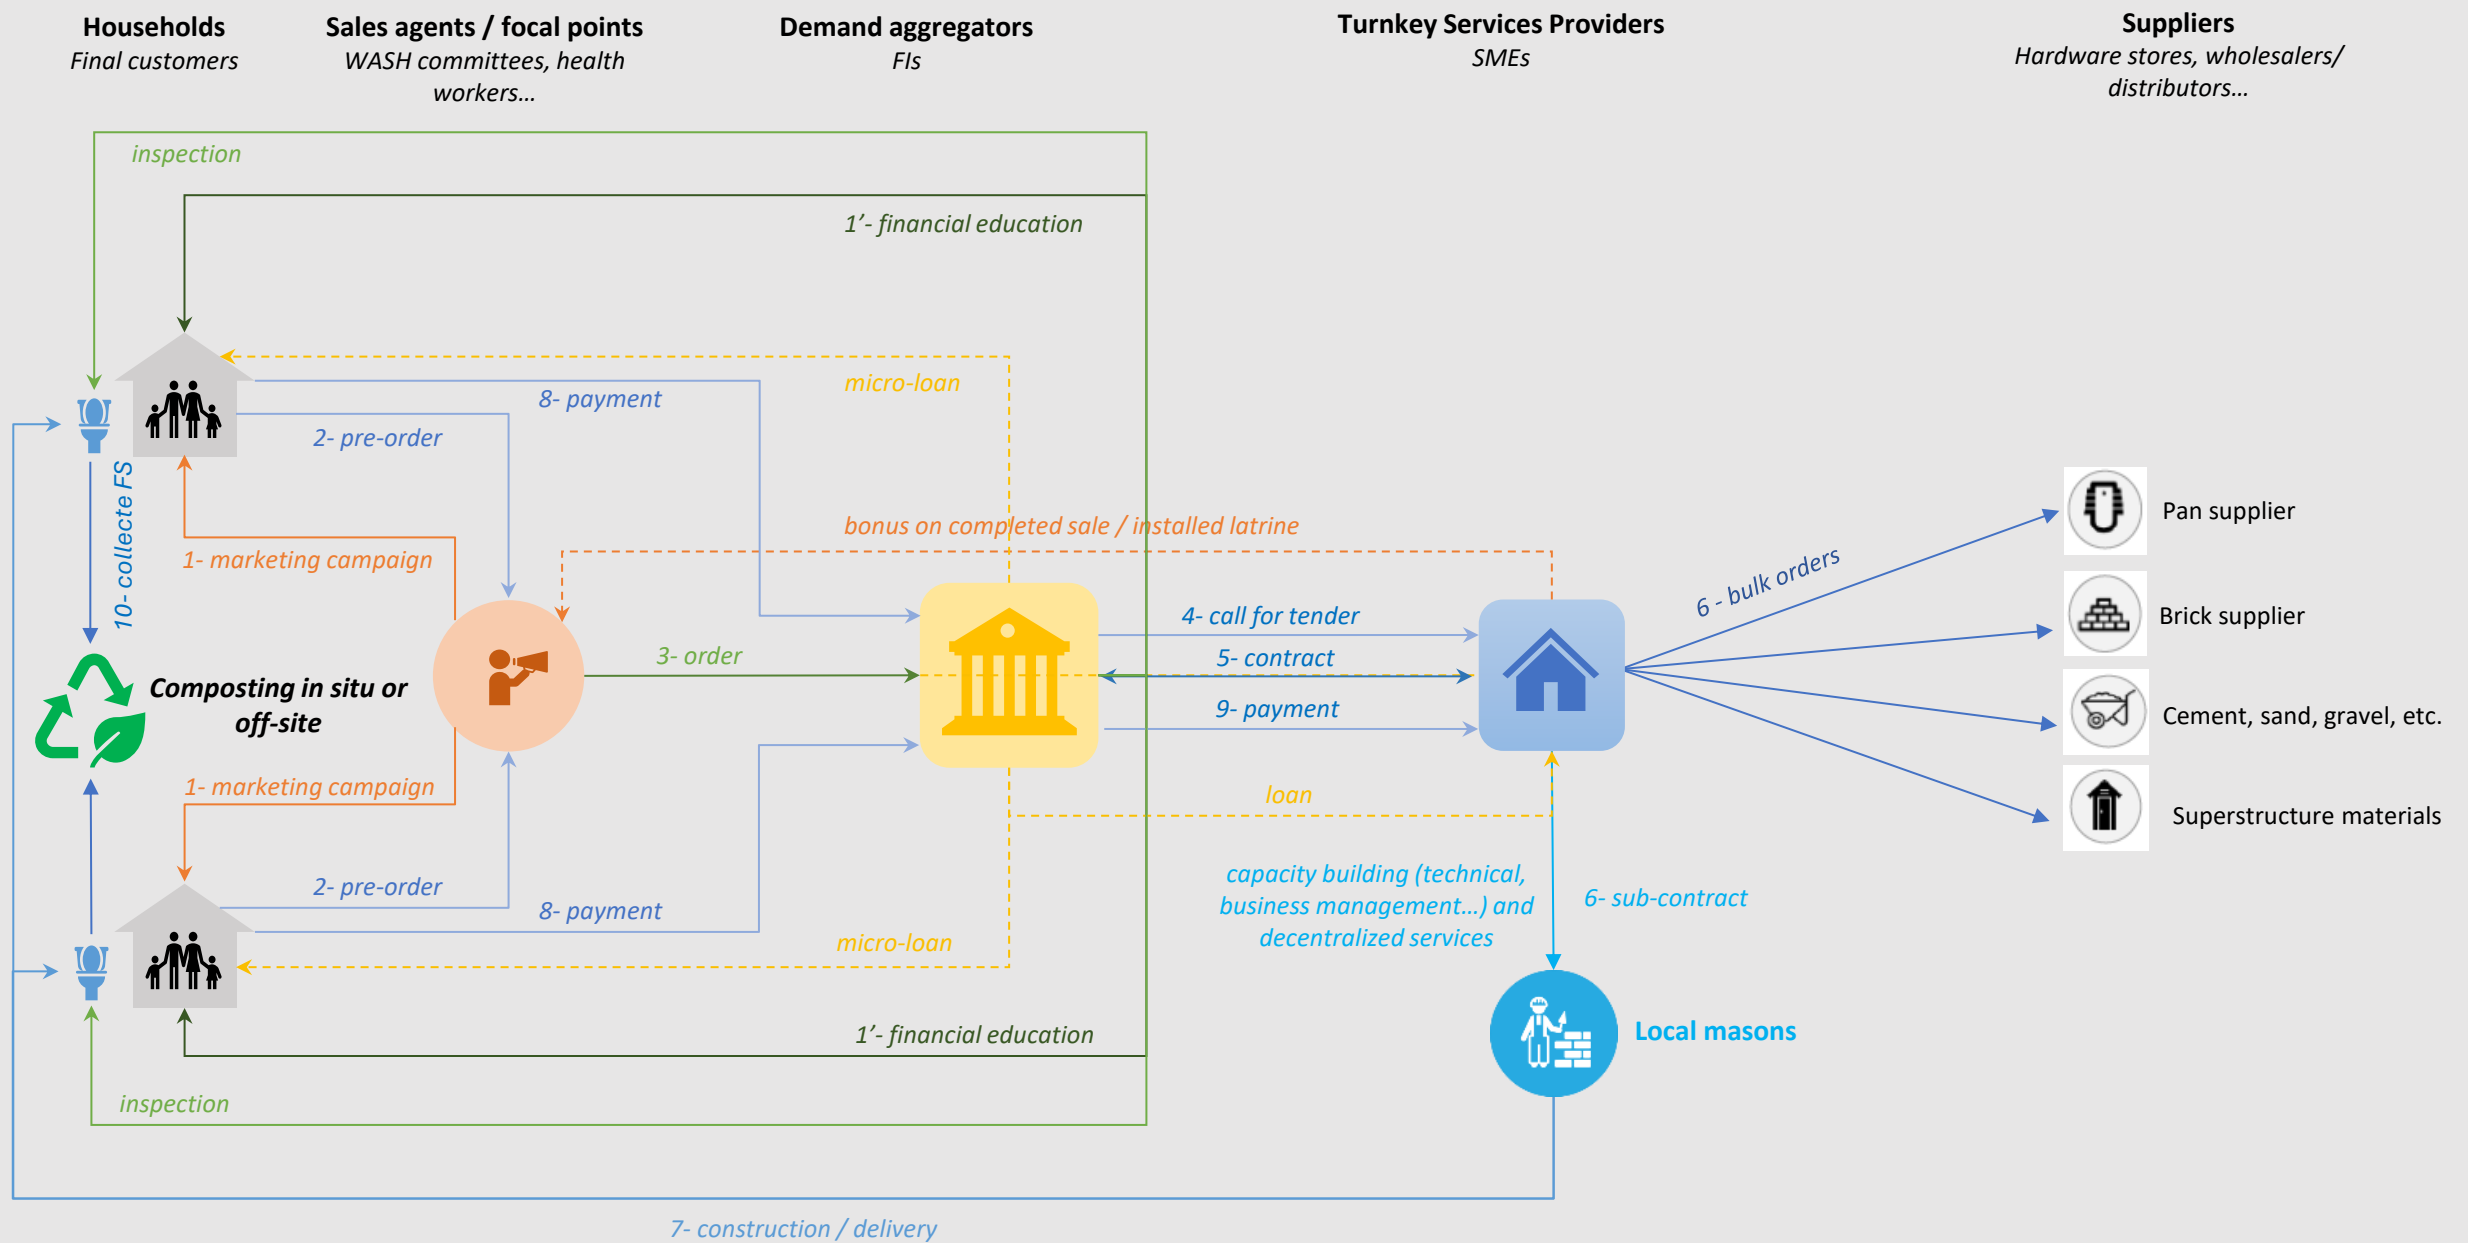 Households
Final customers
Sales agents / focal points
WASH committees, health
workers…
Demand aggregators
FIs
Turnkey Services Providers
SMEs
Suppliers
Hardware stores, wholesalers/
distributors…
inspection
1’- financial education
micro-loan
8- payment
2- pre-order
10- collecte FS
1- marketing campaign
bonus on completed sale / installed latrine
6 - bulk orders
Pan supplier
Brick supplier
4- call for tender
3- order
5- contract
Composting in situ or
off-site
9- payment
Cement, sand, gravel, etc.
1- marketing campaign
loan
Superstructure materials
2- pre-order
8- payment
capacity building (technical,
business management…) and
decentralized services
6- sub-contract
micro-loan
1’- financial education
Local masons
inspection
7- construction / delivery